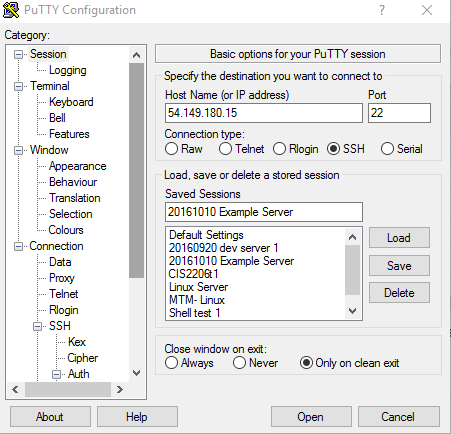 PuTTY Configuration
Category:
Session
Logging
Terminal
Keyboard
Bell
Features
Window
Appearance
Behaviour
Translation
Selection
Colours
Connection
Data
Proxy
Telnet
Rlogin
SSH
Kex
Cipher
Auth
Basic options for your PuTTY session
Specify the destination you want to connect to
Host Name (or IP address) Port
54.149.180.15 22
Connection type:
Raw Telnet Rlogin SSH Serial
Load, save or delete a stored session
Saved Sessions
20161010 Example Server
Default Settings
20160920 dev server 1
20161010 Example Server
CIS2206t1
Linux Server
MTM- Linux
Shell test 1
Load
Save
Delete
Close window on exit:
Always Never Only on clean exit
About Help Open Cancel